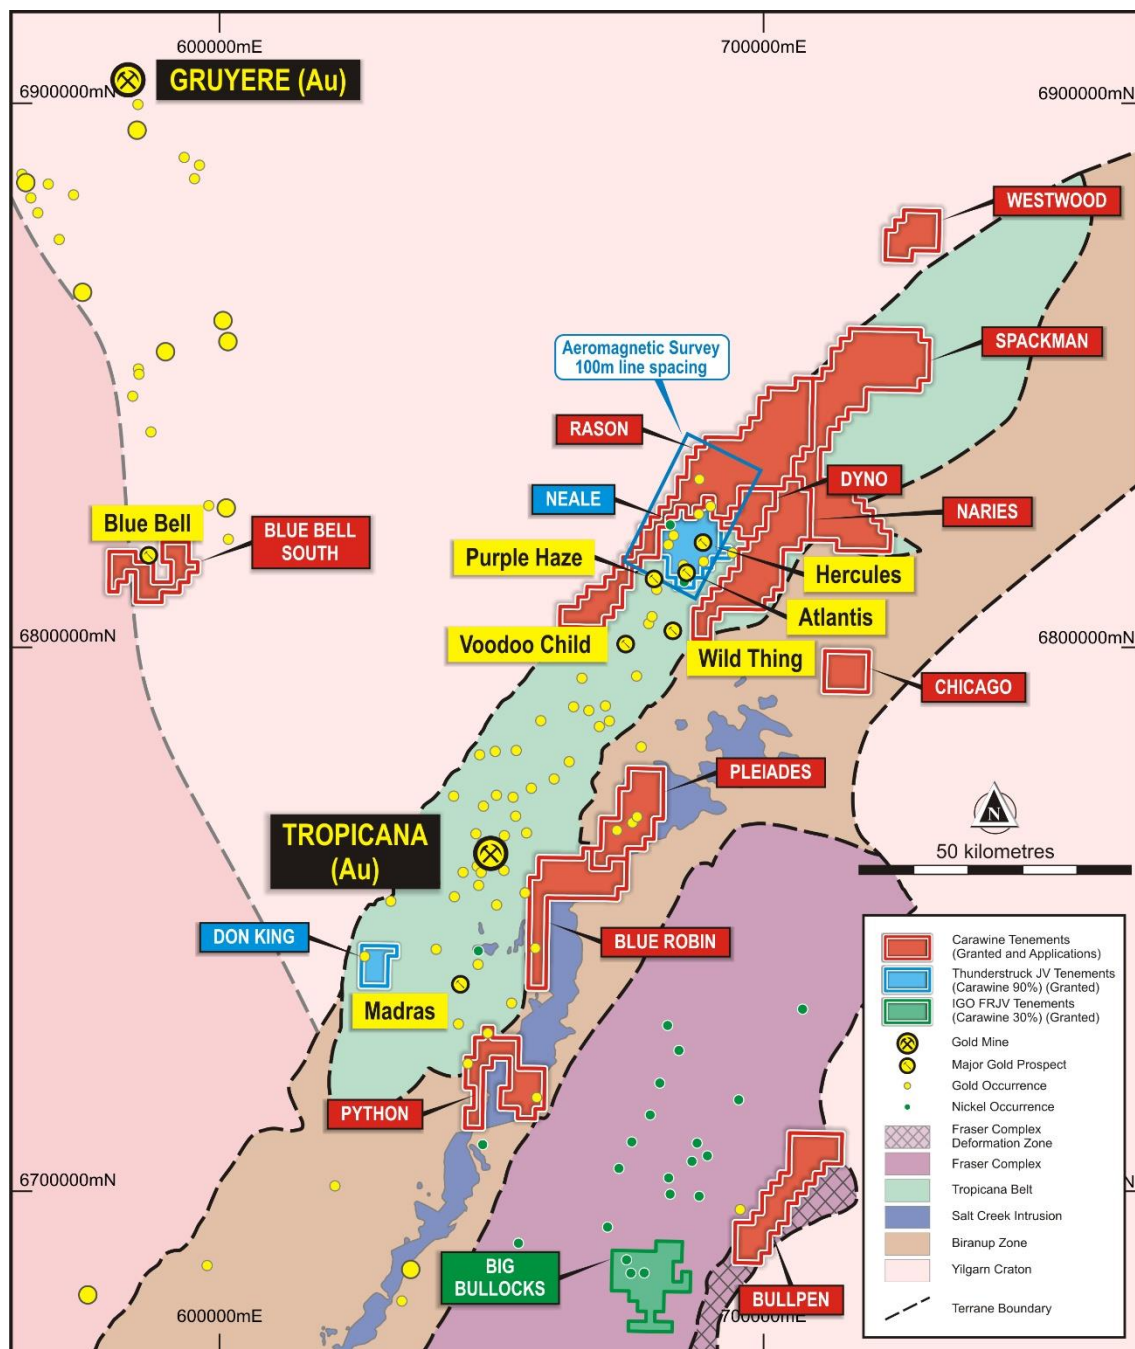 600000mE
700000mE
GRUYERE (Au)
6900000mN
6900000mN
WESTWOOD
Aeromagnetic Survey
100m line spacing
SPACKMAN
RASON
DYNO
NEALE
NARIES
Blue Bell
BLUE BELL
SOUTH
Purple Haze
Hercules
Atlantis
6800000mN
6800000mN
Voodoo Child
Wild Thing
CHICAGO
PLEIADES
N
TROPICANA
(Au)
50 kilometres
DON KING
BLUE ROBIN
Madras
PYTHON
Carawine Tenements
(Granted and Applications)
Thunderstruck JV Tenements
(Carawine 90%) (Granted)
IGO FRJV Tenements
(Carawine 30%) (Granted)
Gold Mine
Major Gold Prospect
Gold Occurrence
Nickel Occurrence
Fraser Complex
Deformation Zone
Fraser Complex
Tropicana Belt
Salt Creek Intrusion
Biranup Zone
Yilgarn Craton
Terrane Boundary
6700000mN
BIG
BULLOCKS
BULLPEN
600000mE
700000mE